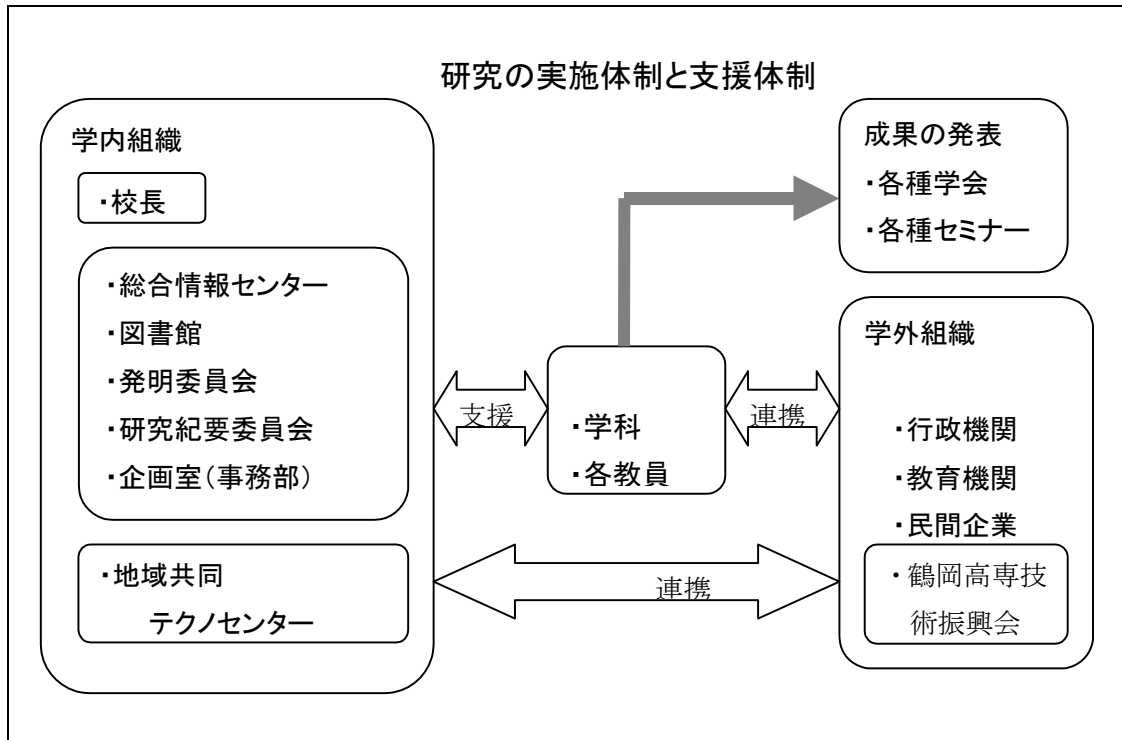 研究の実施体制と支援体制
学内組織
・校長
・総合情報センター
・図書館
・発明委員会
・研究紀要委員会
・企画室（事務部）
・地域共同
テクノセンター
支援
・学科
・各教員
連携
連携
成果の発表
・各種学会
・各種セミナー
学外組織
・行政機関
・教育機関
・民間企業
・鶴岡高専技
術振興会